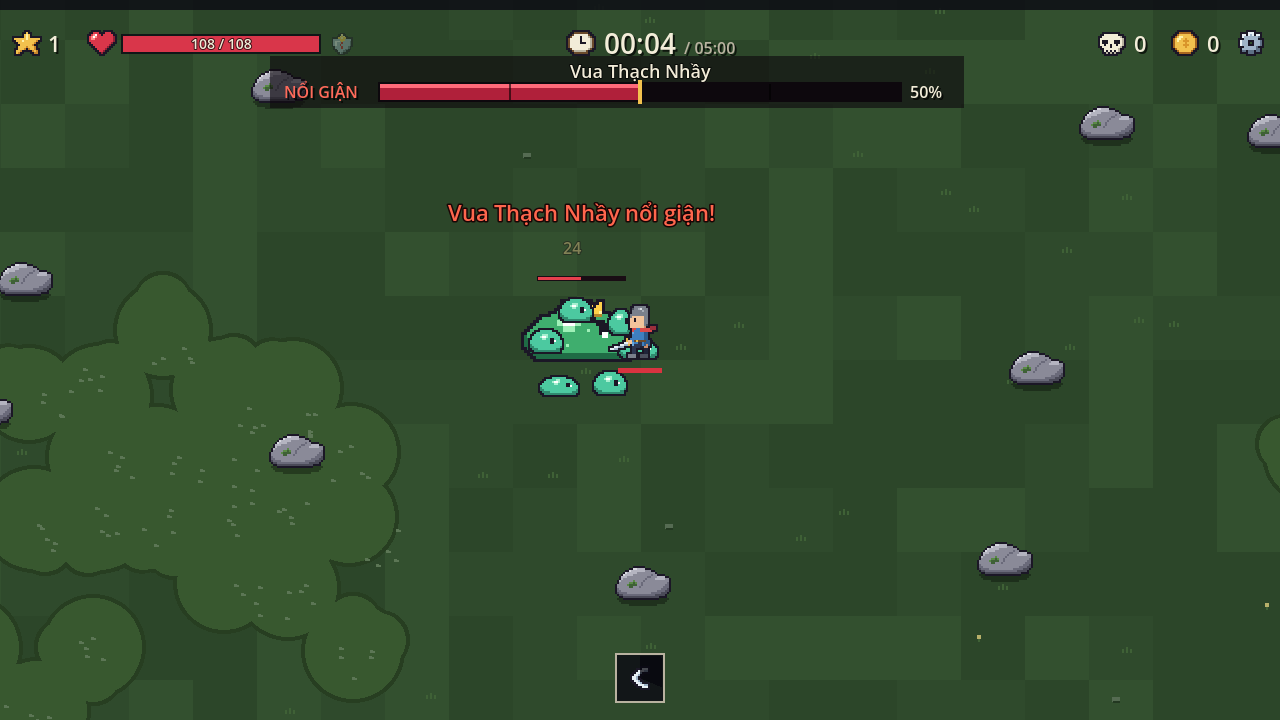 1
108 / 108
00:04 / 05:00
0
0
Vua Thạch Nhầy
NỔI GIẬN
50%
Vua Thạch Nhầy nổi giận!
24